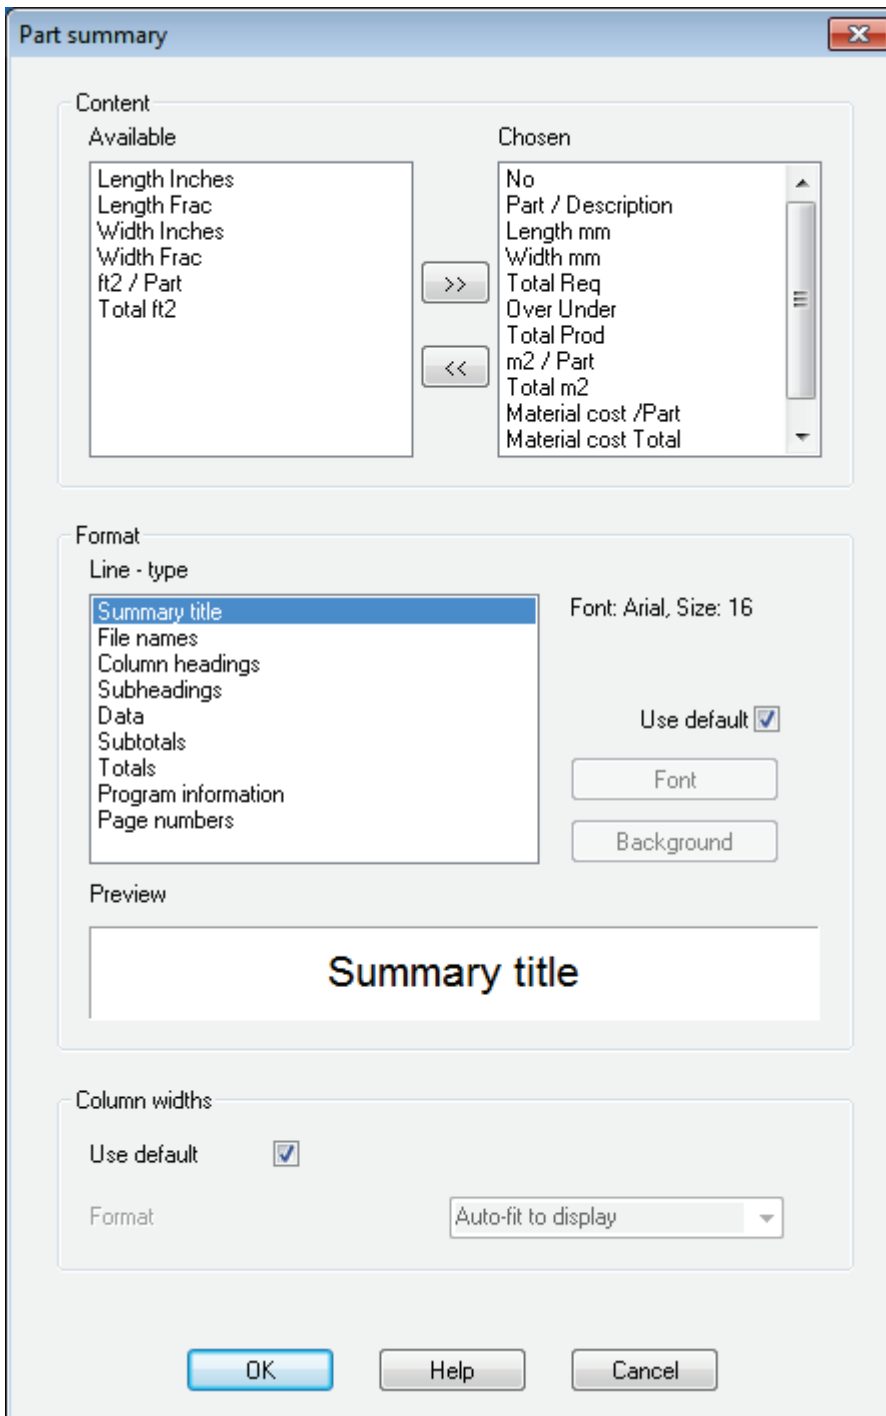 Part summary
Content
Available
Length Inches
Length Frac
Width Inches
Width Frac
ft2 / Part
Total ft2
>>
<<
Chosen
No
Part / Description
Length mm
Width mm
Total Req
Over Under
Total Prod
m2 / Part
Total m2
Material cost /Part
Material cost Total
Format
Line - type
Summary title
File names
Column headings
Subheadings
Data
Subtotals
Totals
Program information
Page numbers
Font: Arial, Size: 16
Use default
Font
Background
Preview
Summary title
Column widths
Use default
Format
Auto-fit to display
OK
Help
Cancel